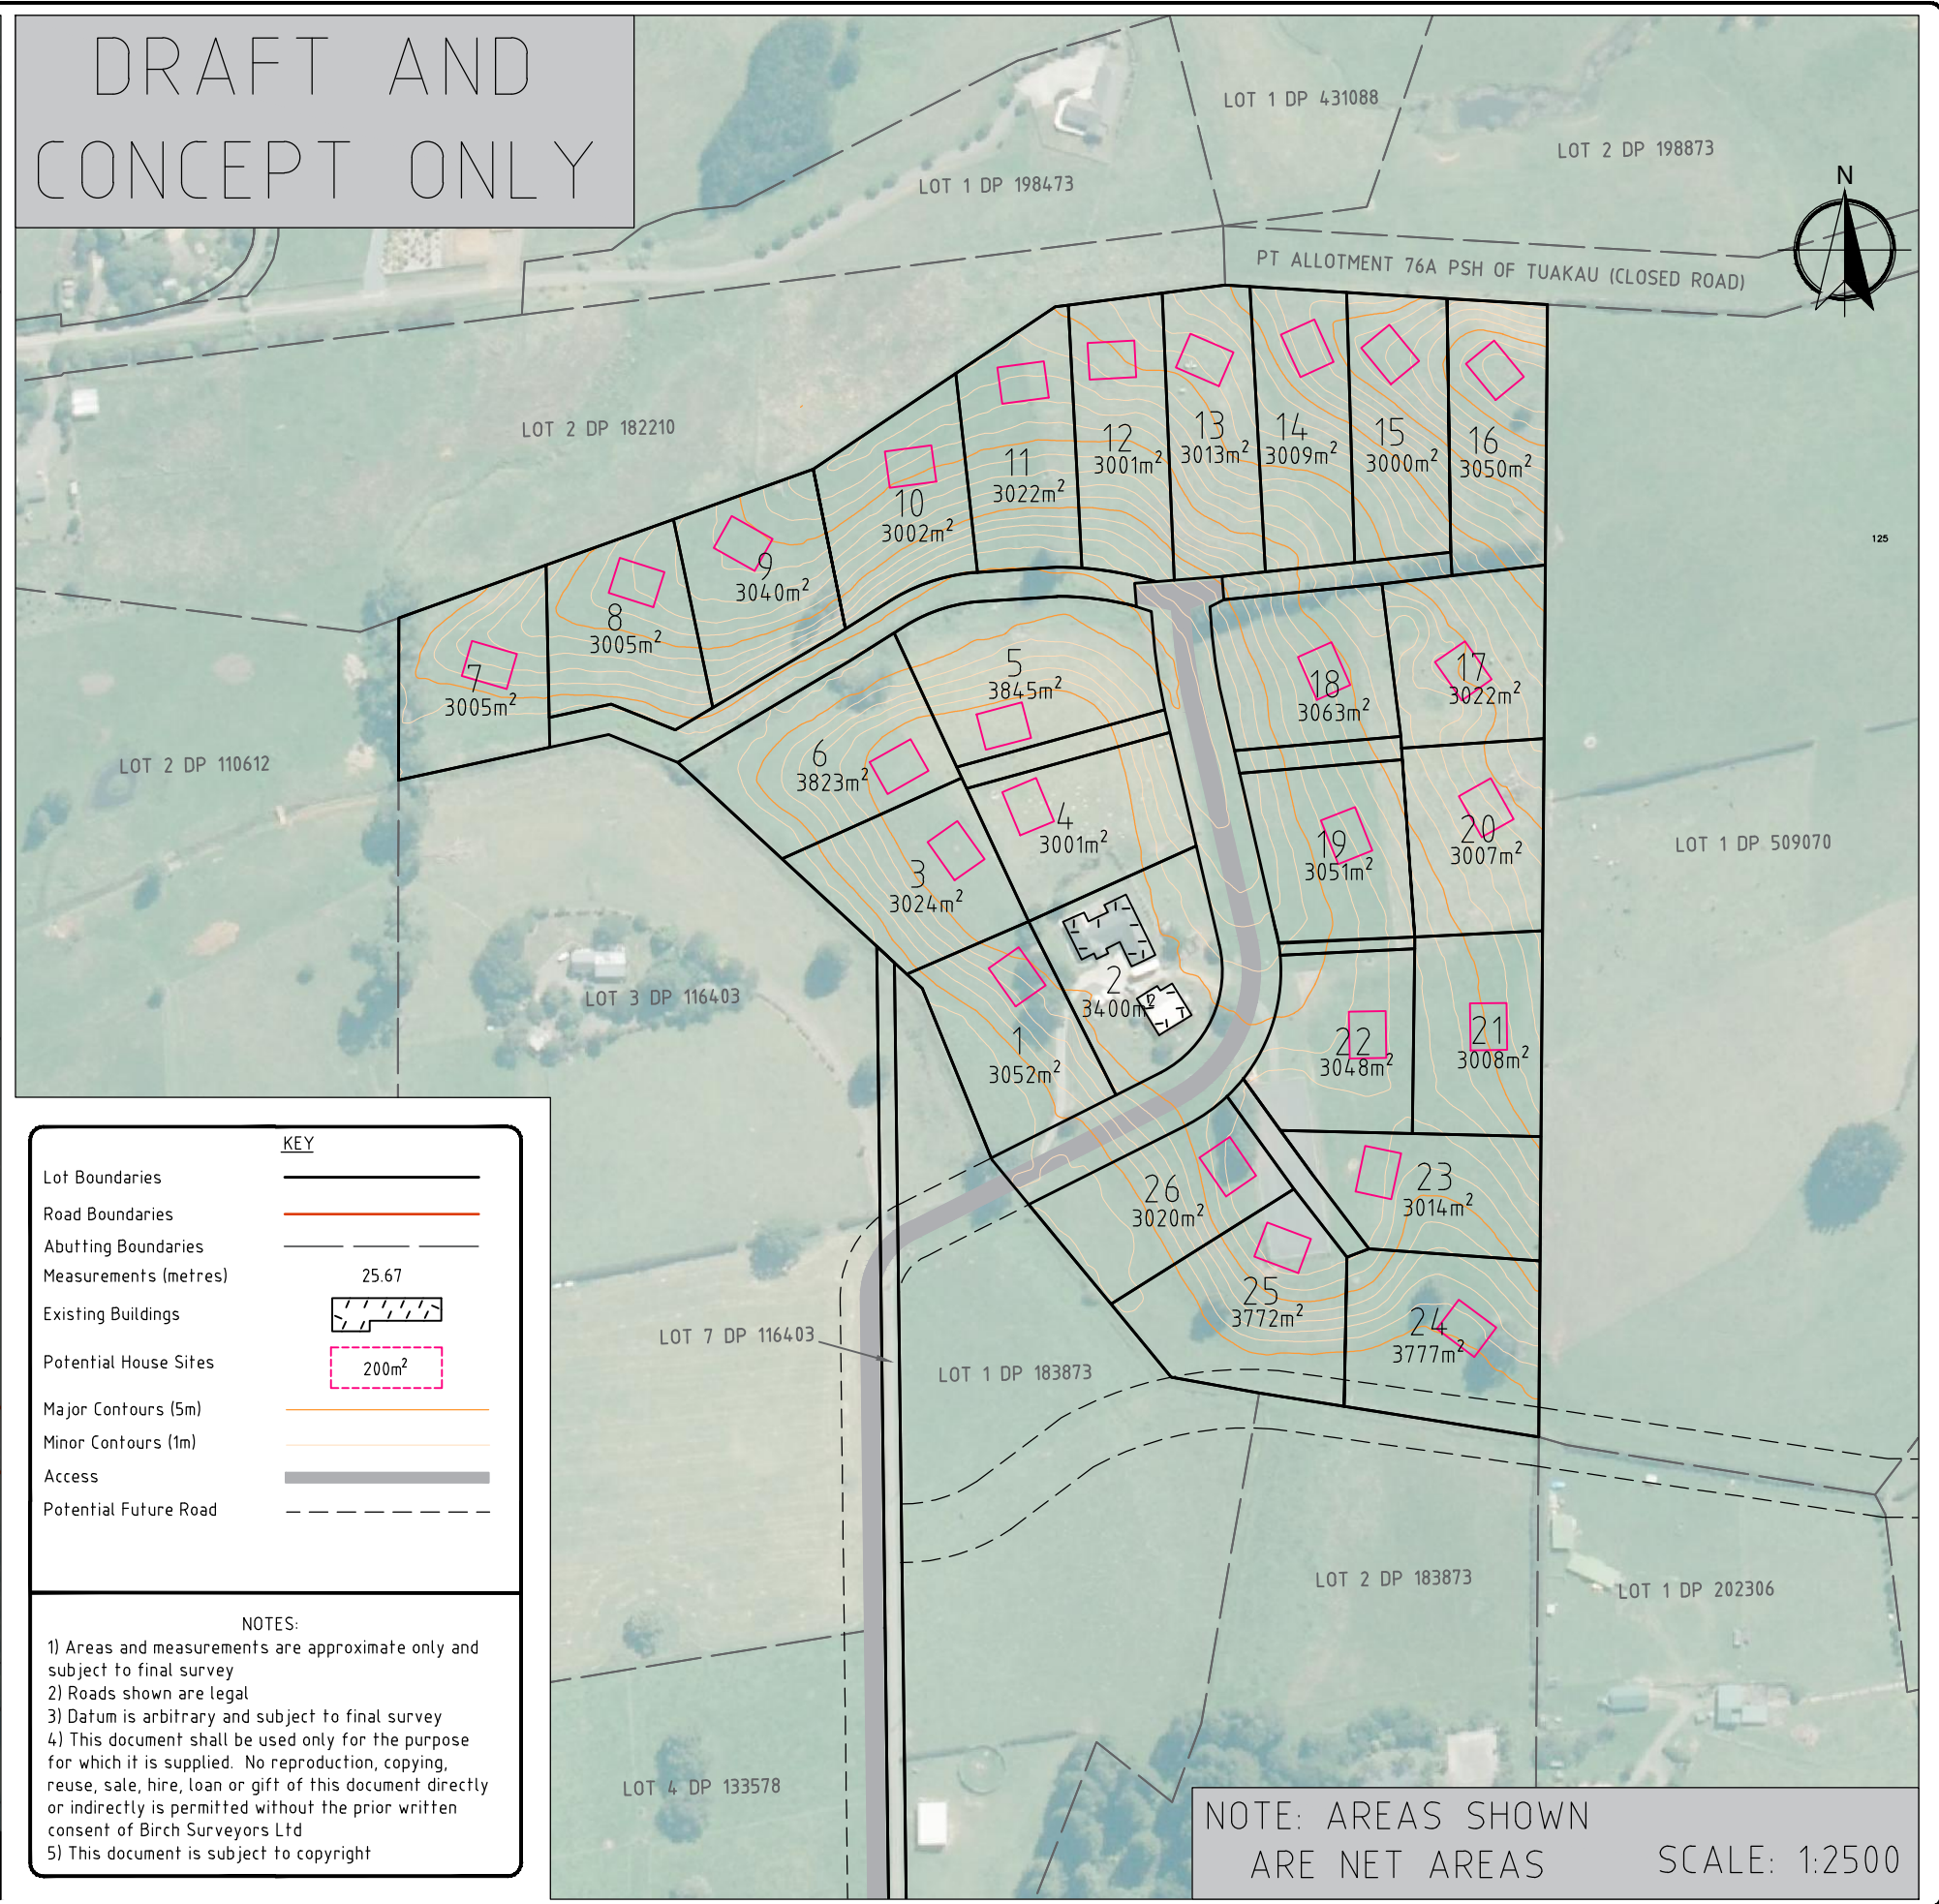 DRAFT AND
CONCEPT ONLY
LOT 1 DP 431088
LOT 2 DP 198873
LOT 1 DP 198473
N
PT ALLOTMENT 76A PSH OF TUAKAU (CLOSED ROAD)
LOT 2 DP 182210
12
3001m²
13
3013m²
14
3009m²
15
3000m²
16
3050m²
11
3022m²
10
3002m²
9
3040m²
8
3005m²
7
3005m²
125
5
3845m²
6
3823m²
18
3063m²
17
3022m²
LOT 2 DP 110612
4
3001m²
3
3024m²
19
3051m²
20
3007m²
LOT 1 DP 509070
LOT 3 DP 116403
2
3400m²
1
3052m²
22
3048m²
21
3008m²
26
3020m²
23
3014m²
25
3772m²
24
3777m²
LOT 7 DP 116403
LOT 1 DP 183873
LOT 2 DP 183873
LOT 1 DP 202306
LOT 4 DP 133578
KEY
Lot Boundaries
Road Boundaries
Abutting Boundaries
Measurements (metres) 25.67
Existing Buildings
Potential House Sites 200m²
Major Contours (5m)
Minor Contours (1m)
Access
Potential Future Road
NOTES:
1) Areas and measurements are approximate only and
subject to final survey
2) Roads shown are legal
3) Datum is arbitrary and subject to final survey
4) This document shall be used only for the purpose
for which it is supplied. No reproduction, copying,
reuse, sale, hire, loan or gift of this document directly
or indirectly is permitted without the prior written
consent of Birch Surveyors Ltd
5) This document is subject to copyright
NOTE: AREAS SHOWN
ARE NET AREAS
SCALE: 1:2500